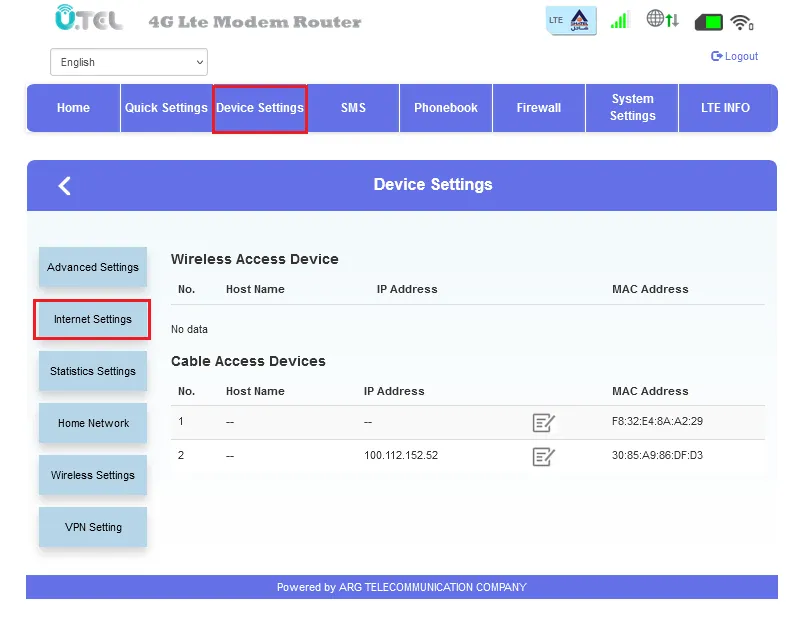 U.TEL 4G Lte Modem Router
LTE
English
Logout
Home
Quick Settings
Device Settings
SMS
Phonebook
Firewall
System
Settings
LTE INFO
Device Settings
Advanced Settings
Internet Settings
Statistics Settings
Home Network
Wireless Settings
VPN Setting
Wireless Access Device
No. Host Name IP Address MAC Address
No data
Cable Access Devices
No. Host Name IP Address MAC Address
1 -- -- F8:32:E4:8A:A2:29
2 -- 100.112.152.52 30:85:A9:86:DF:D3
Powered by ARG TELECOMMUNICATION COMPANY